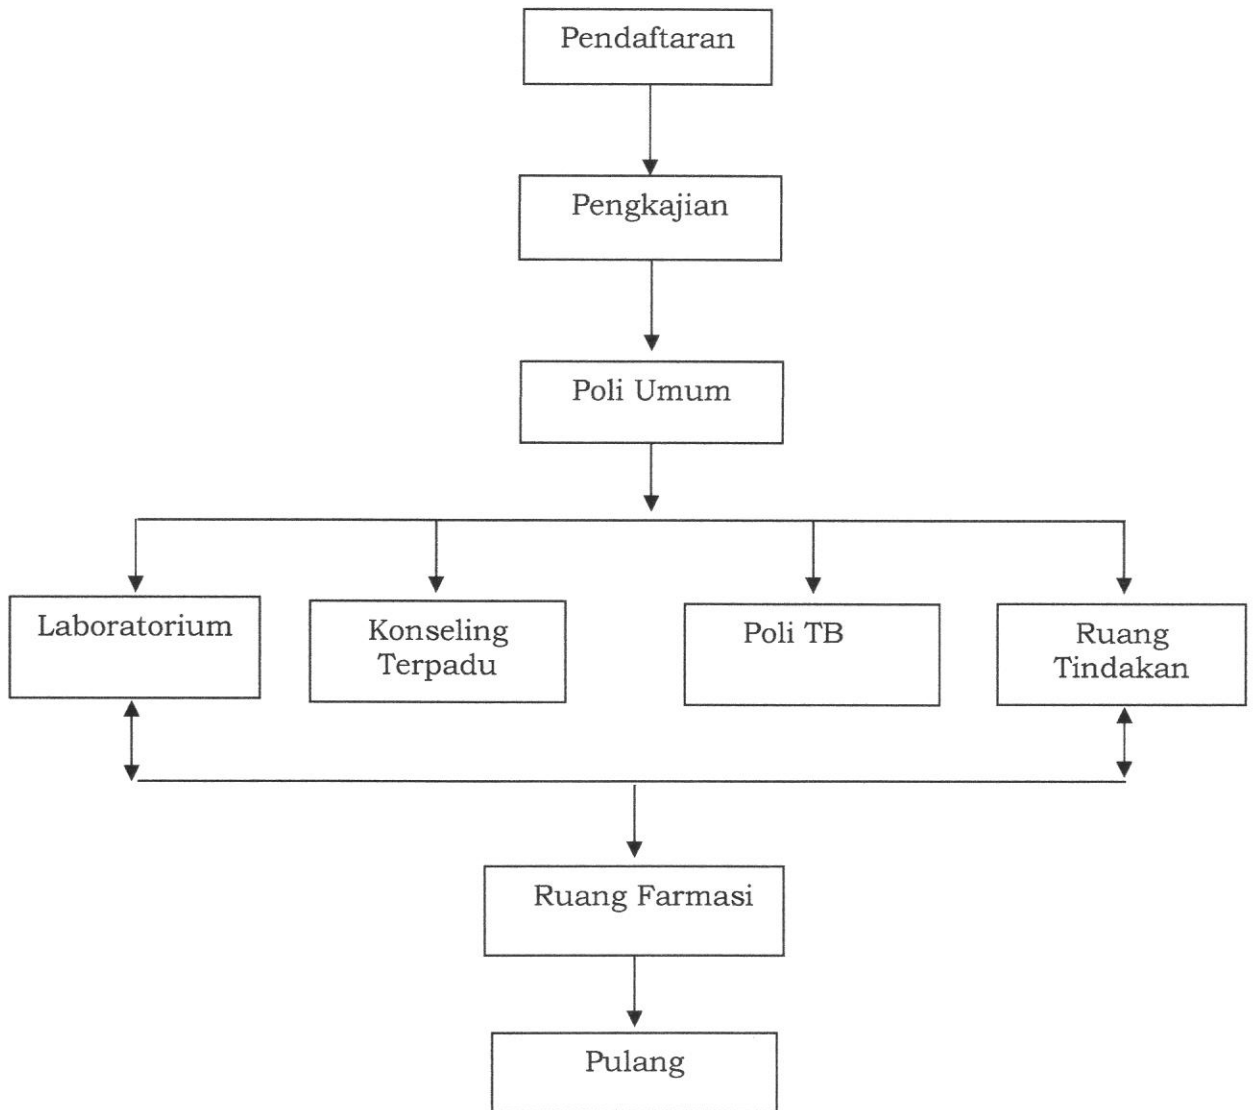 Pendaftaran
Pengkajian
Poli Umum
Laboratorium
Konseling
Terpadu
Poli TB
Ruang
Tindakan
Ruang Farmasi
Pulang